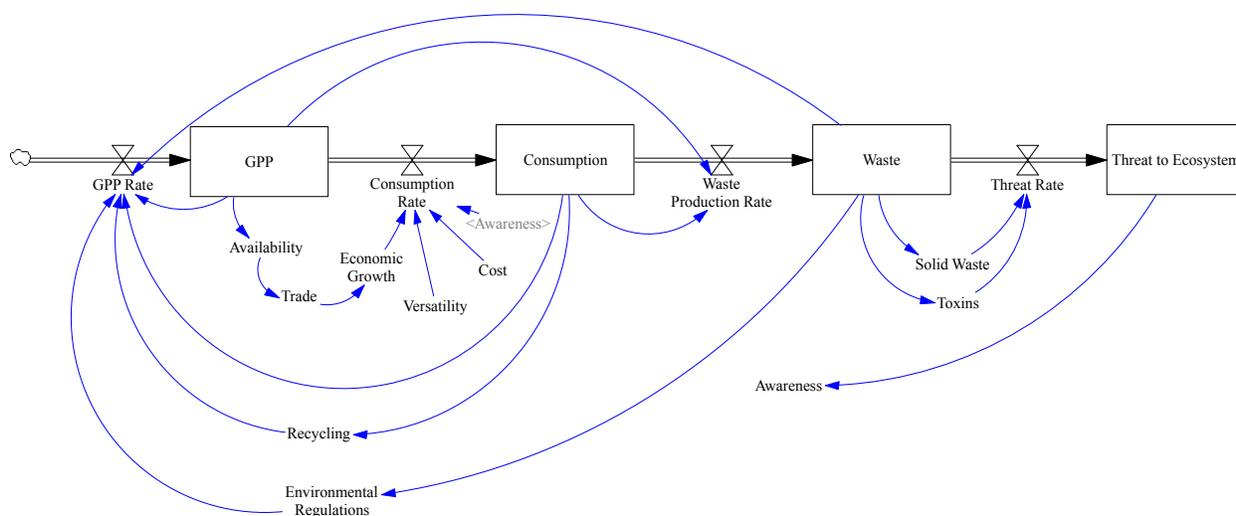 GPP
Consumption
Waste
Threat to Ecosystem
GPP Rate
Consumption
Rate
Waste
Production Rate
Threat Rate
<Awareness>
Availability
Economic
Growth
Cost
Solid Waste
Trade
Versatility
Toxins
Awareness
Recycling
Environmental
Regulations